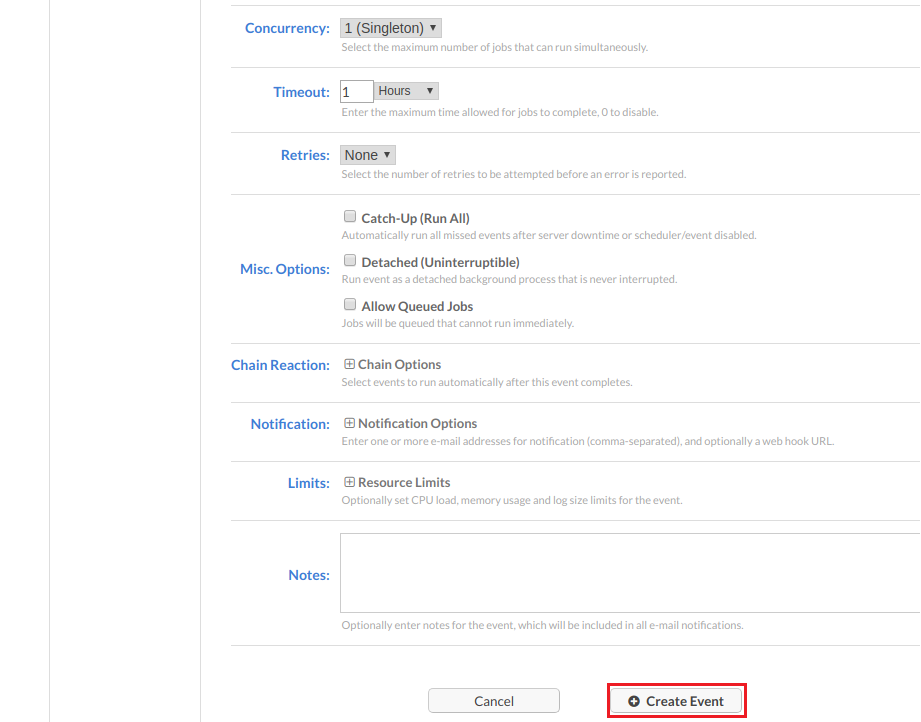 Concurrency: 1 (Singleton)
Select the maximum number of jobs that can run simultaneously.
Timeout: 1 Hours
Enter the maximum time allowed for jobs to complete, 0 to disable.
Retries: None
Select the number of retries to be attempted before an error is reported.
Catch-Up (Run All)
Automatically run all missed events after server downtime or scheduler/event disabled.
Misc. Options:
Detached (Uninterruptible)
Run event as a detached background process that is never interrupted.
Allow Queued Jobs
Jobs will be queued that cannot run immediately.
Chain Reaction: Chain Options
Select events to run automatically after this event completes.
Notification: Notification Options
Enter one or more e-mail addresses for notification (comma-separated), and optionally a web hook URL.
Limits: Resource Limits
Optionally set CPU load, memory usage and log size limits for the event.
Notes:
Optionally enter notes for the event, which will be included in all e-mail notifications.
Cancel Create Event